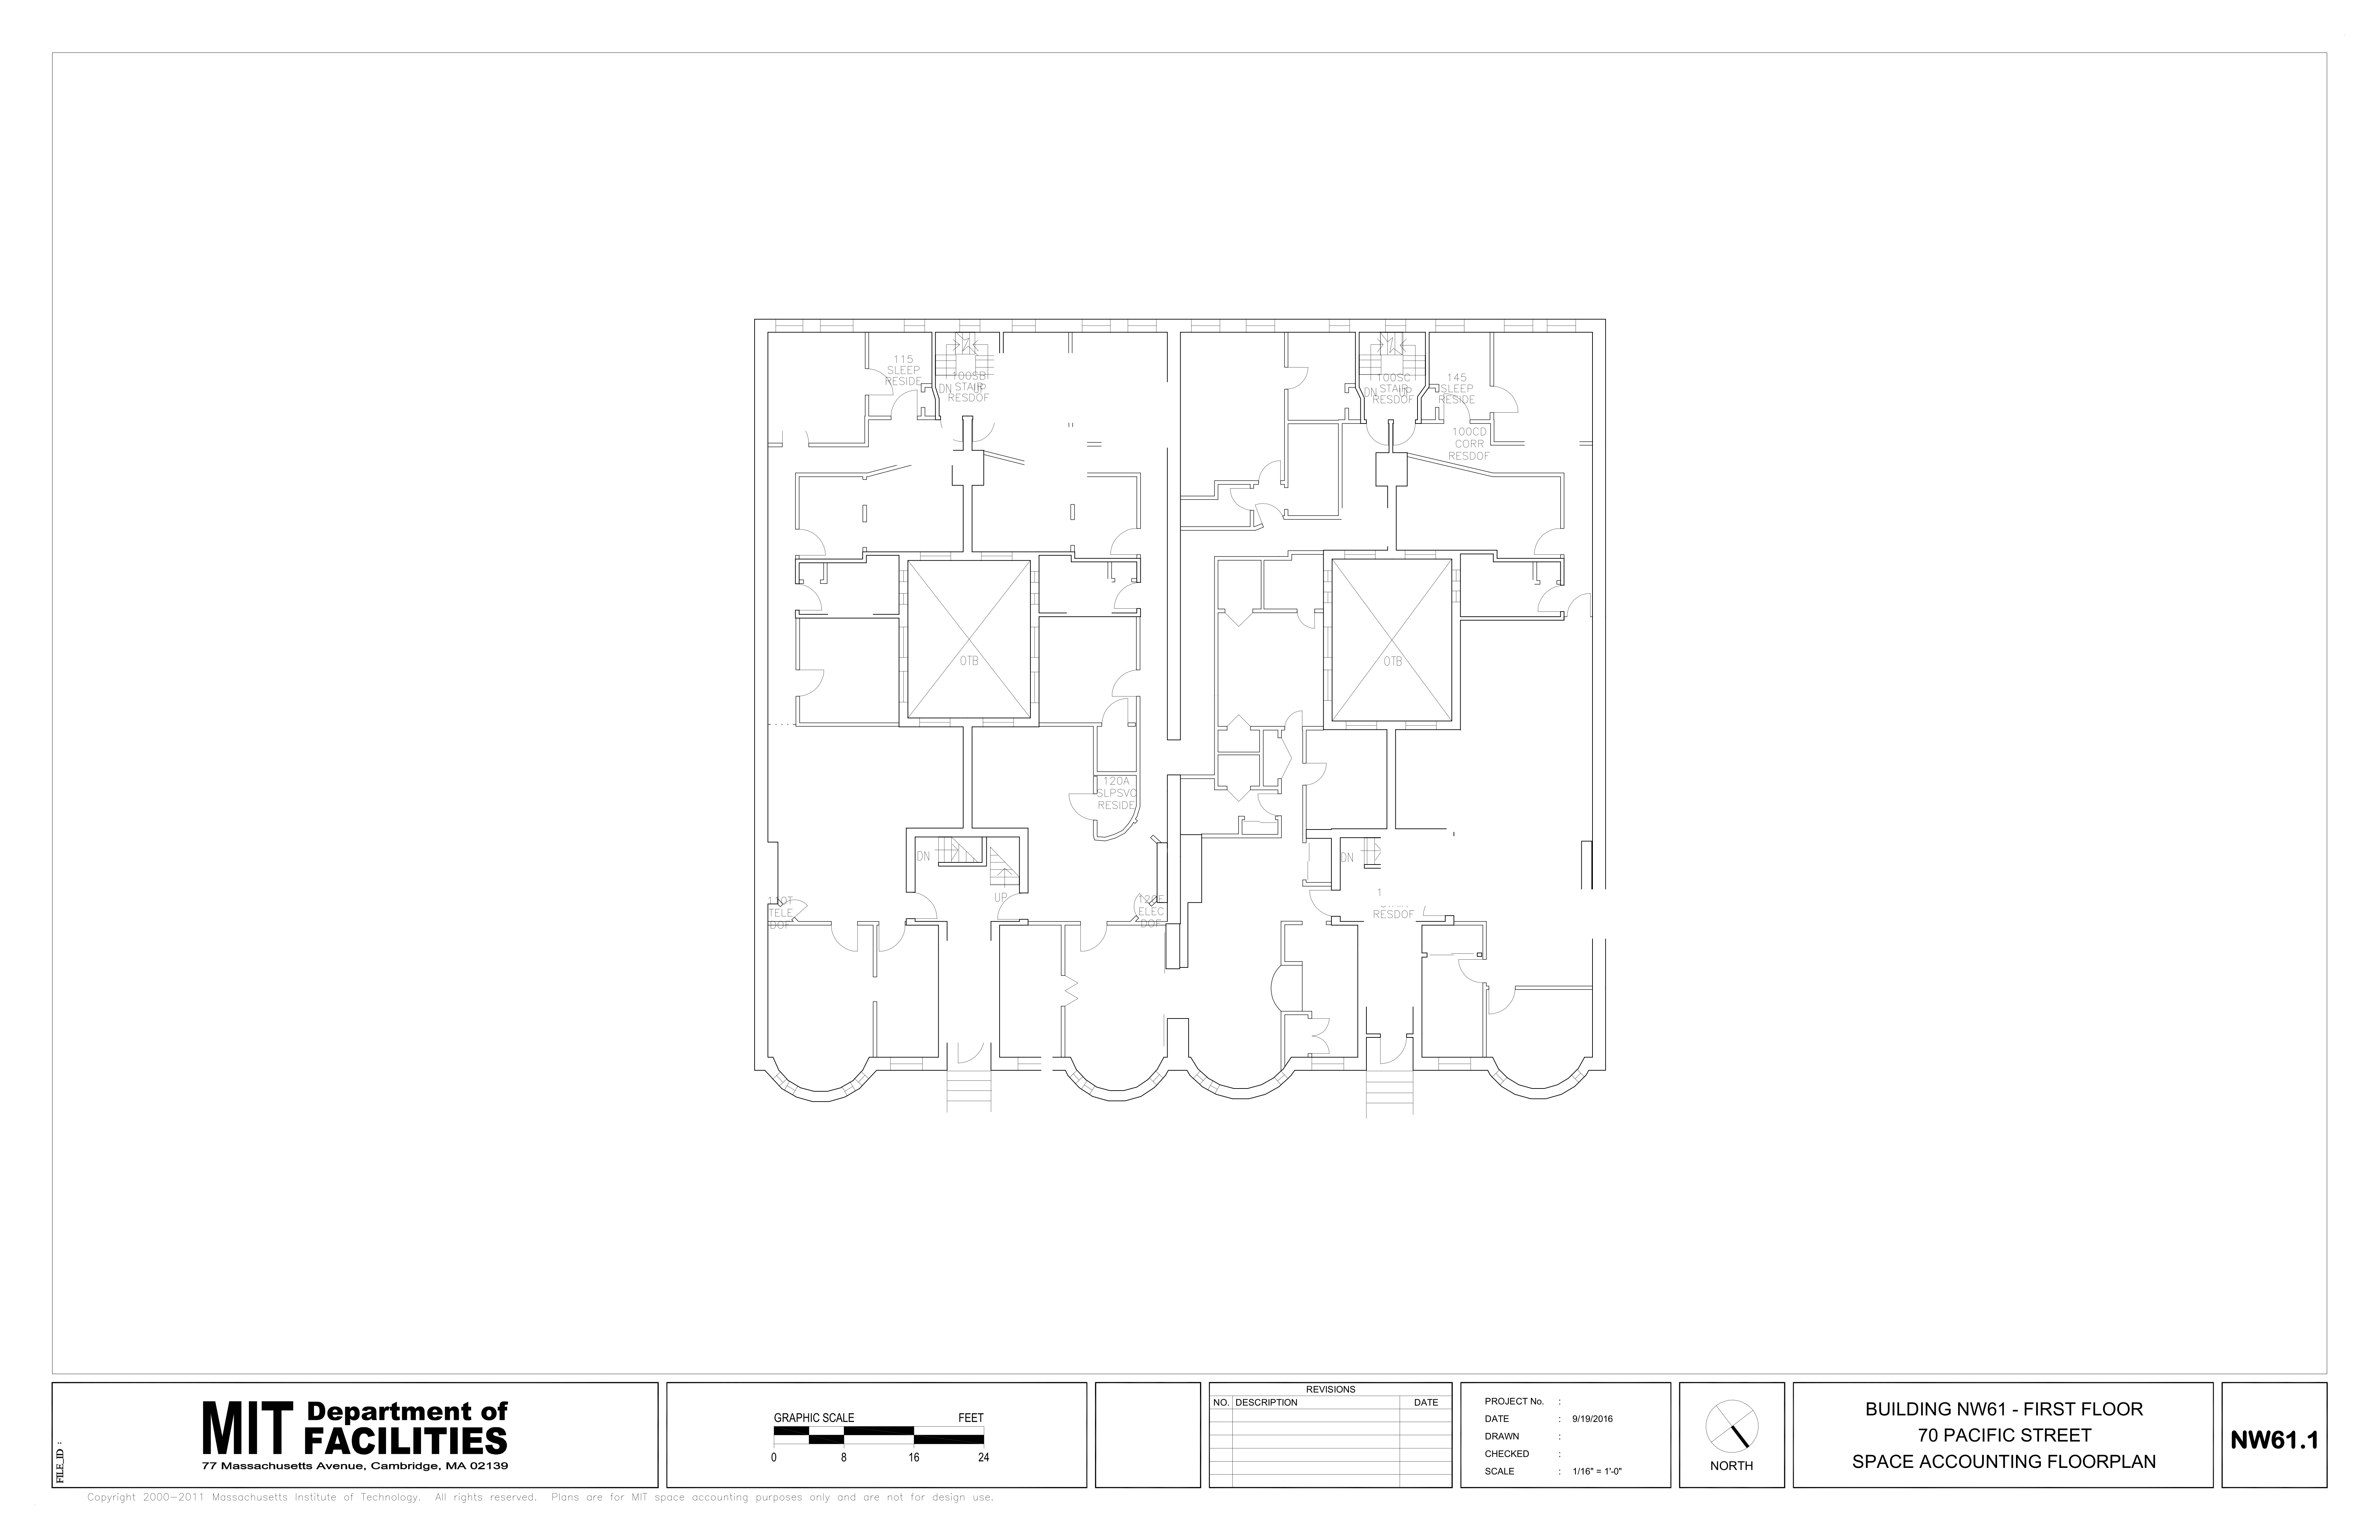 115
SLEEP
RESIDE
100SB
STAIR
RESDOF
DN
UP
100SC
STAIR
RESDOF
DN
UP
145
SLEEP
RESIDE
100CD
CORR
RESDOF
OTB
OTB
120A
SLPSVC
RESIDE
DN
UP
DN
110T
TELE
DOF
120E
ELEC
DOF
1
RESDOF
FILE_ID :
MIT Department of
FACILITIES
77 Massachusetts Avenue, Cambridge, MA 02139
GRAPHIC SCALE FEET
0 8 16 24
REVISIONS
NO. DESCRIPTION DATE
PROJECT No. :
DATE : 9/19/2016
DRAWN :
CHECKED :
SCALE : 1/16" = 1'-0"
NORTH
BUILDING NW61 - FIRST FLOOR
70 PACIFIC STREET
SPACE ACCOUNTING FLOORPLAN
NW61.1
Copyright 2000-2011 Massachusetts Institute of Technology. All rights reserved. Plans are for MIT space accounting purposes only and are not for design use.